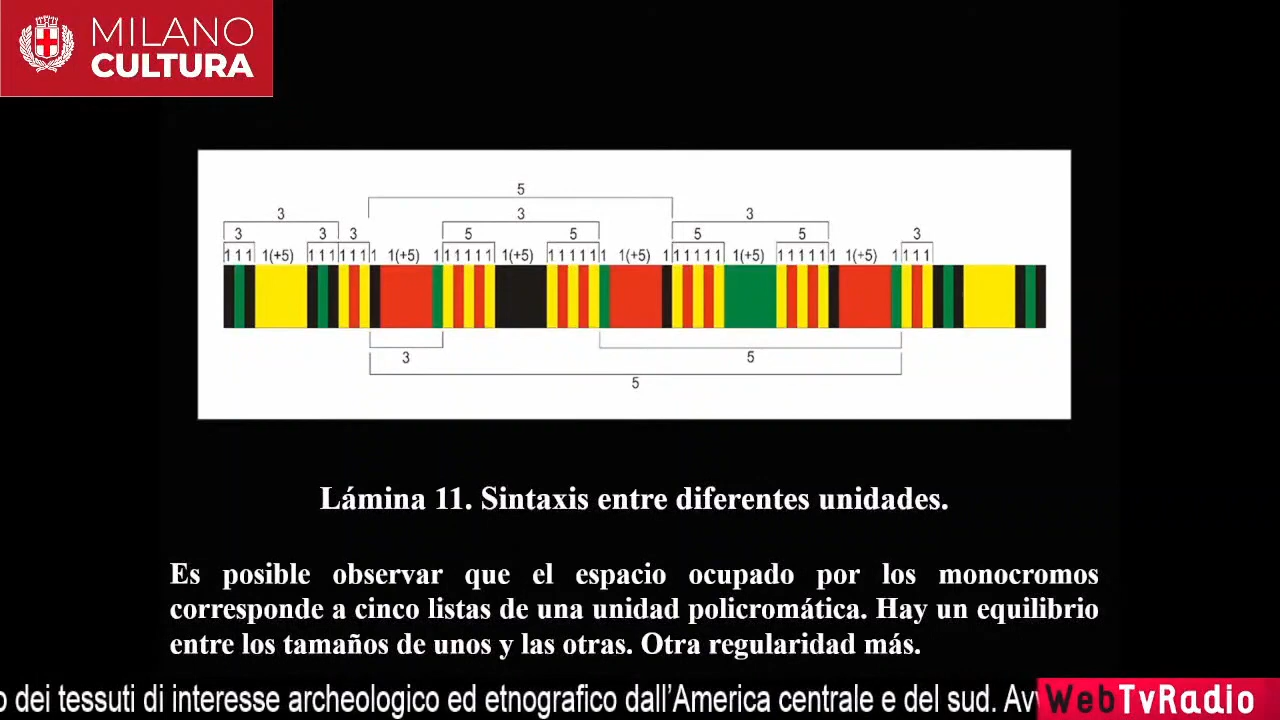 MILANO
CULTURA
5
3 3 3
3 3 3 5 5 5 5 3
1 1 1 1(+5) 1 1 1 1 1 1 1 1(+5) 1 1 1 1 1 1 1(+5) 1 1 1 1 1 1 1(+5) 1 1 1 1 1 1 1(+5) 1 1 1 1 1 1 1(+5) 1 1 1 1
3 5
5
Lámina 11. Sintaxis entre diferentes unidades.
Es posible observar que el espacio ocupado por los monocromos
corresponde a cinco listas de una unidad policromática. Hay un equilibrio
entre los tamaños de unos y las otras. Otra regularidad más.
o dei tessuti di interesse archeologico ed etnografico dall'America centrale e del sud. Av
WebTvRadio